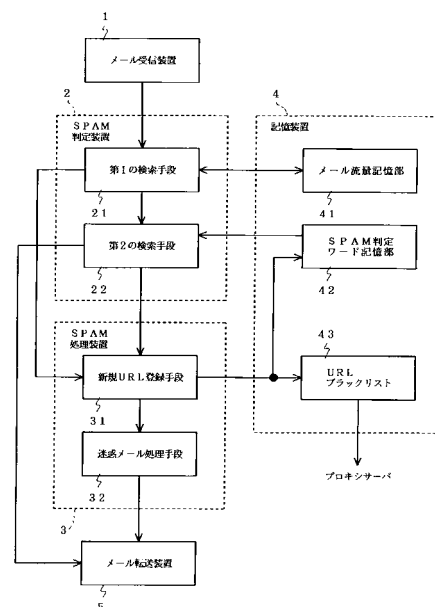 1
メール受信装置
2
SPAM
判定装置
第1の検索手段
21
第2の検索手段
22
4
記憶装置
メール流量記憶部
41
SPAM判定
ワード記憶部
42
SPAM
処理装置
新規URL登録手段
31
迷惑メール処理手段
32
3
43
URL
ブラックリスト
プロキシサーバ
メール転送装置
5